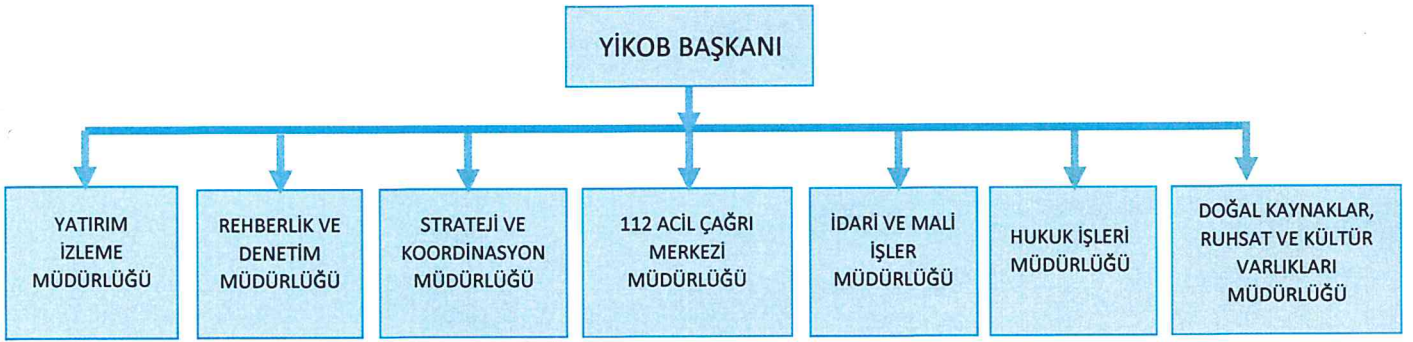 YİKOB BAŞKANI
YATIRIM
İZLEME
MÜDÜRLÜĞÜ
REHBERLİK VE
DENETİM
MÜDÜRLÜĞÜ
STRATEJİ VE
KOORDİNASYON
MÜDÜRLÜĞÜ
112 ACİL ÇAĞRI
MERKEZİ
MÜDÜRLÜĞÜ
İDARİ VE MALİ
İŞLER
MÜDÜRLÜĞÜ
HUKUK İŞLERİ
MÜDÜRLÜĞÜ
DOĞAL KAYNAKLAR,
RUHSAT VE KÜLTÜR
VARLIKLARI
MÜDÜRLÜĞÜ